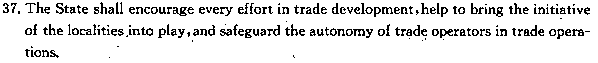 37. The State shall encourage every effort in trade development, help to bring the initiative
of the localities into play, and safeguard the autonomy of trade operators in trade opera-
tions.